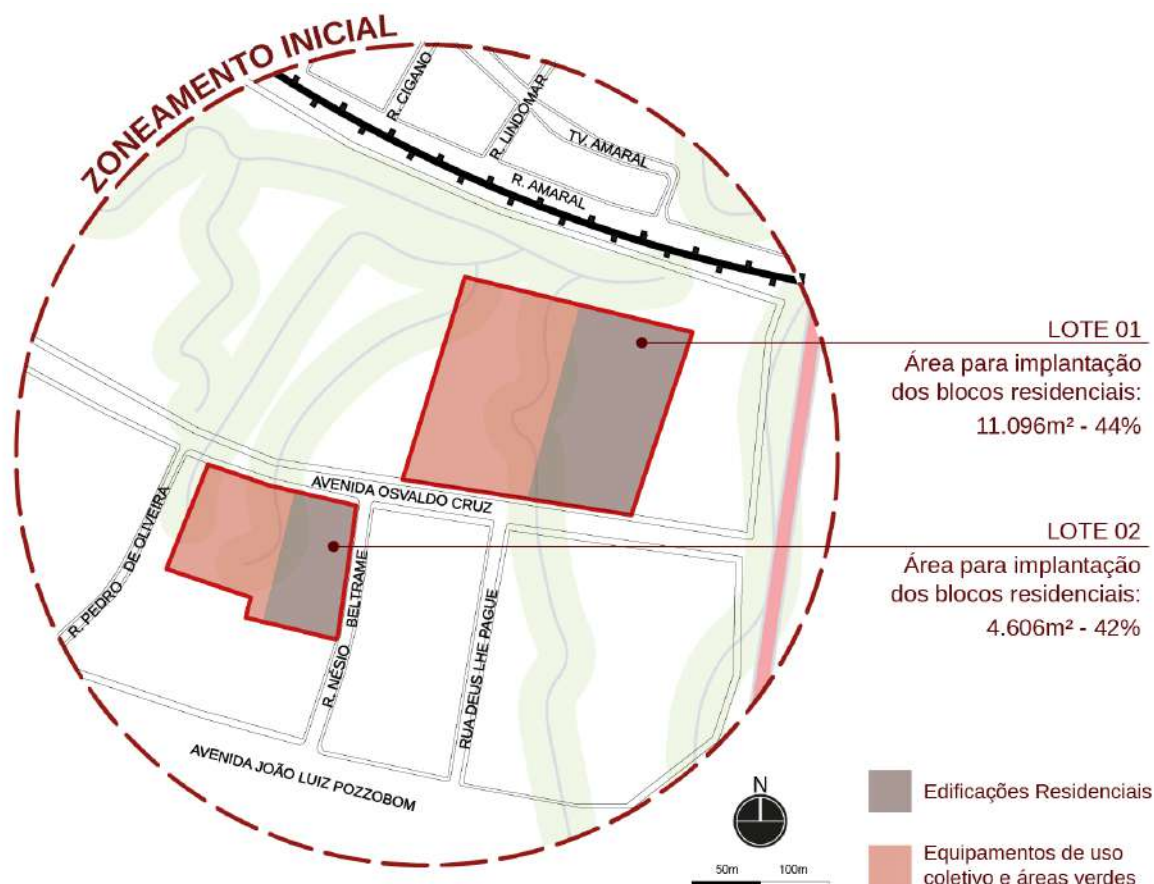 ZONEAMENTO INICIAL
R. CIGANO
R. LINDOMAR
TV. AMARAL
R. AMARAL
LOTE 01
Área para implantação
dos blocos residenciais:
11.096m² - 44%
AVENIDA OSVALDO CRUZ
R. PEDRO DE OLIVEIRA
R. NÉSIO BELTRAME
RUA DEUS LHE PAGUE
LOTE 02
Área para implantação
dos blocos residenciais:
4.606m² - 42%
AVENIDA JOÃO LUIZ POZZOBOM
N
50m 100m
Edificações Residenciais
Equipamentos de uso
coletivo e áreas verdes